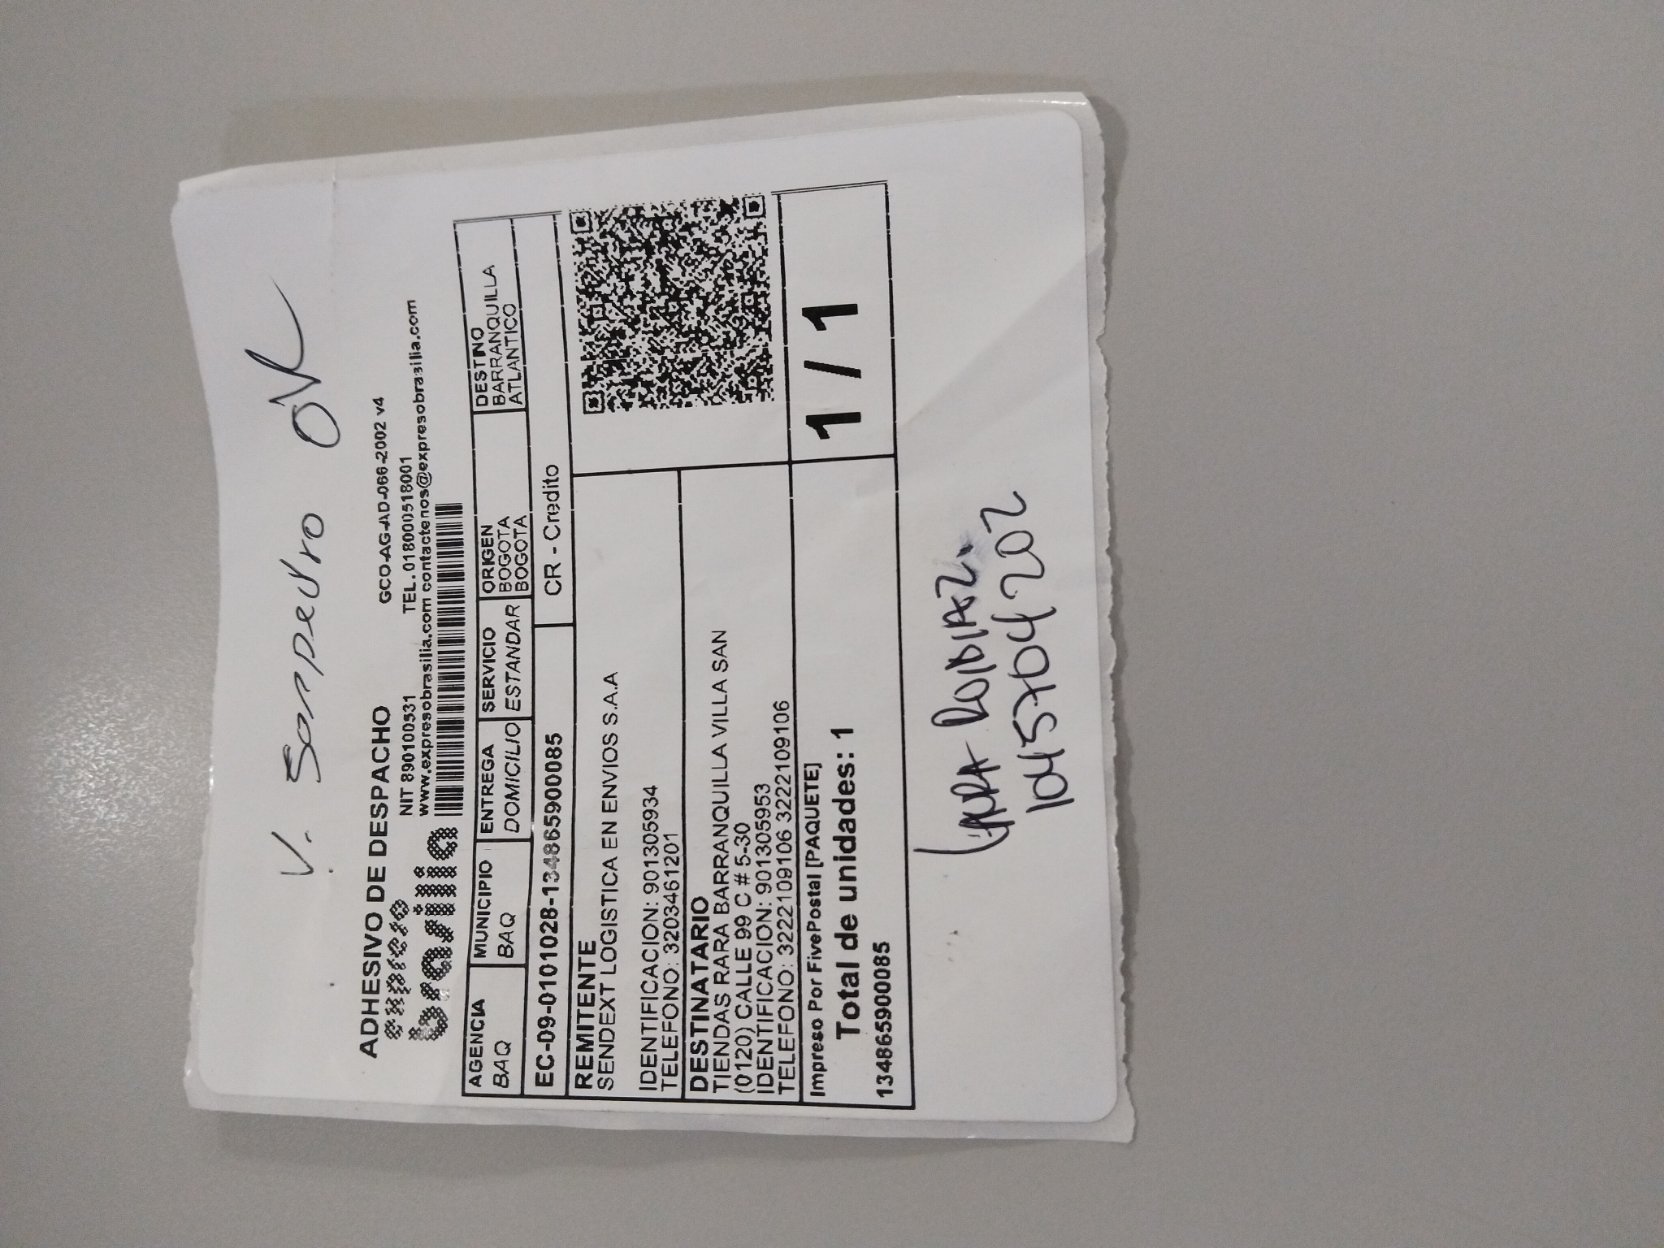 V. Sanpedro OK
ADHESIVO DE DESPACHO
GCO-AG-AD-066-2002 v4
expreso
brasilia
NIT 890100531
TEL. 018000518001
www.expresobrasilia.com contactenos@expresobrasilia.com
AGENCIA MUNICIPIO ENTREGA SERVICIO ORIGEN DESTINO
BAQ BAQ DOMICILIO ESTANDAR BOGOTA BARRANQUILLA
BOGOTA ATLANTICO
EC-09-0101028-134865900085 CR - Credito
REMITENTE
SENDEXT LOGISTICA EN ENVIOS S.A.A
IDENTIFICACION: 901305934
TELEFONO: 3203461201
DESTINATARIO
TIENDAS RARA BARRANQUILLA VILLA SAN
(0120) CALLE 99 C # 5-30
IDENTIFICACION: 901305953
TELEFONO: 3222109106 3222109106
Impreso Por FivePostal [PAQUETE]
Total de unidades: 1
1 / 1
1348659000085